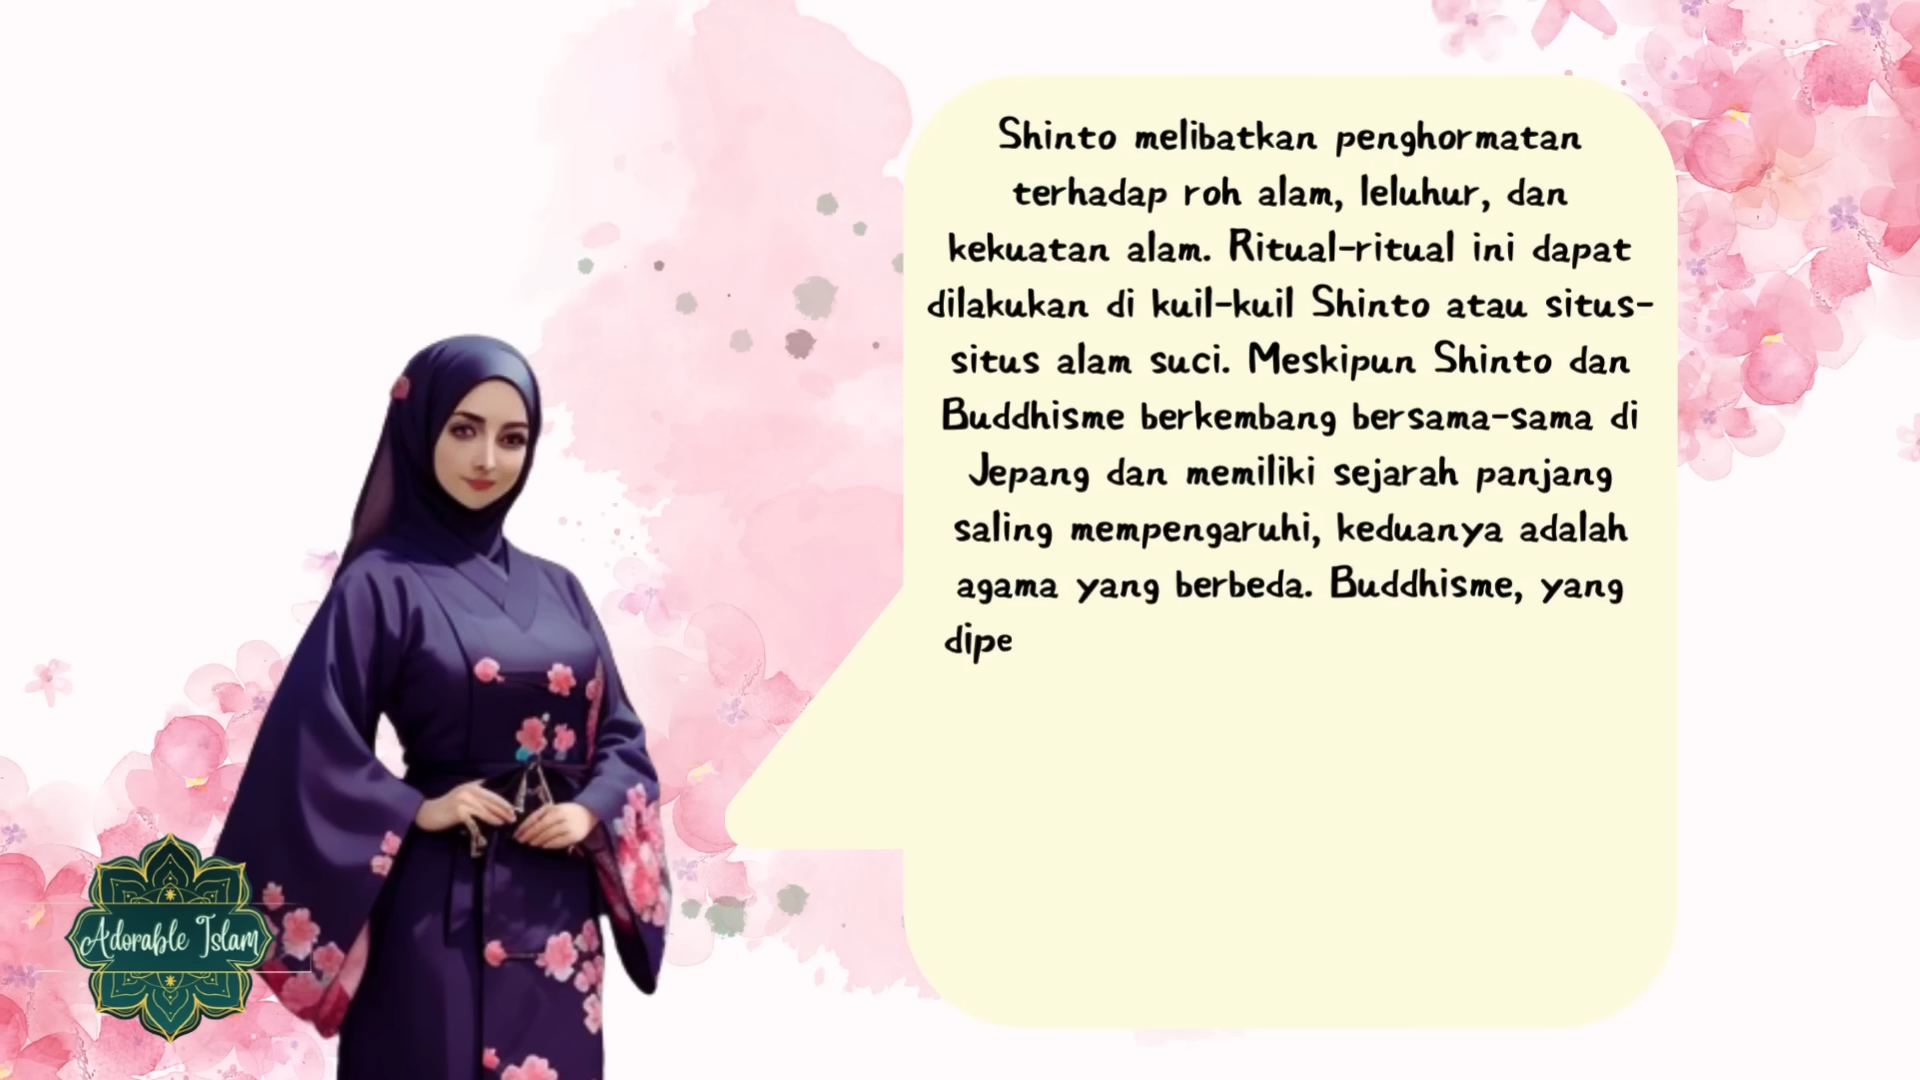 Shinto melibatkan penghormatan
terhadap roh alam, leluhur, dan
kekuatan alam. Ritual-ritual ini dapat
dilakukan di kuil-kuil Shinto atau situs-
situs alam suci. Meskipun Shinto dan
Buddhisme berkembang bersama-sama di
Jepang dan memiliki sejarah panjang
saling mempengaruhi, keduanya adalah
agama yang berbeda. Buddhisme, yang
dipe
Adorable Islam